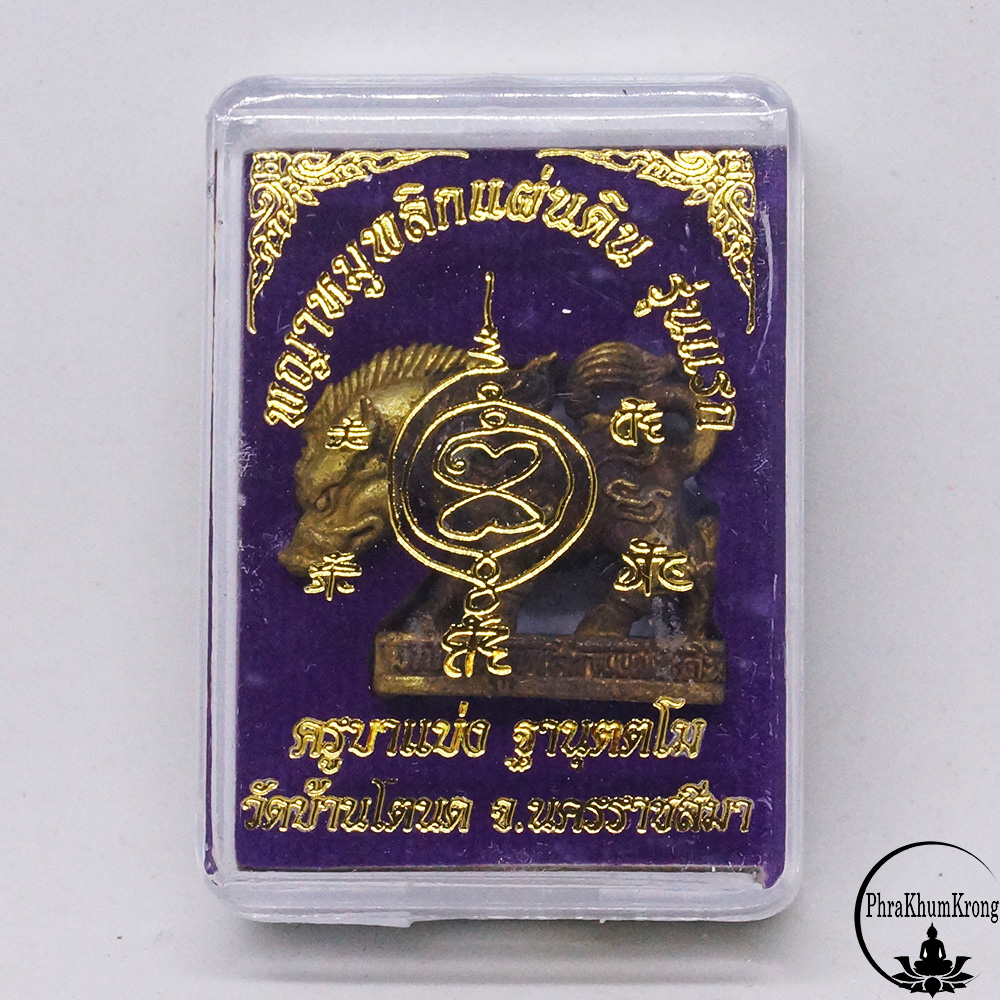 พญาหมูพลิกแผ่นดิน รุ่นแรก
ครูบาแบ่ง ฐานุตตโม
วัดบ้านโตนด จ.นครราชสีมา
PhraKhumKrong